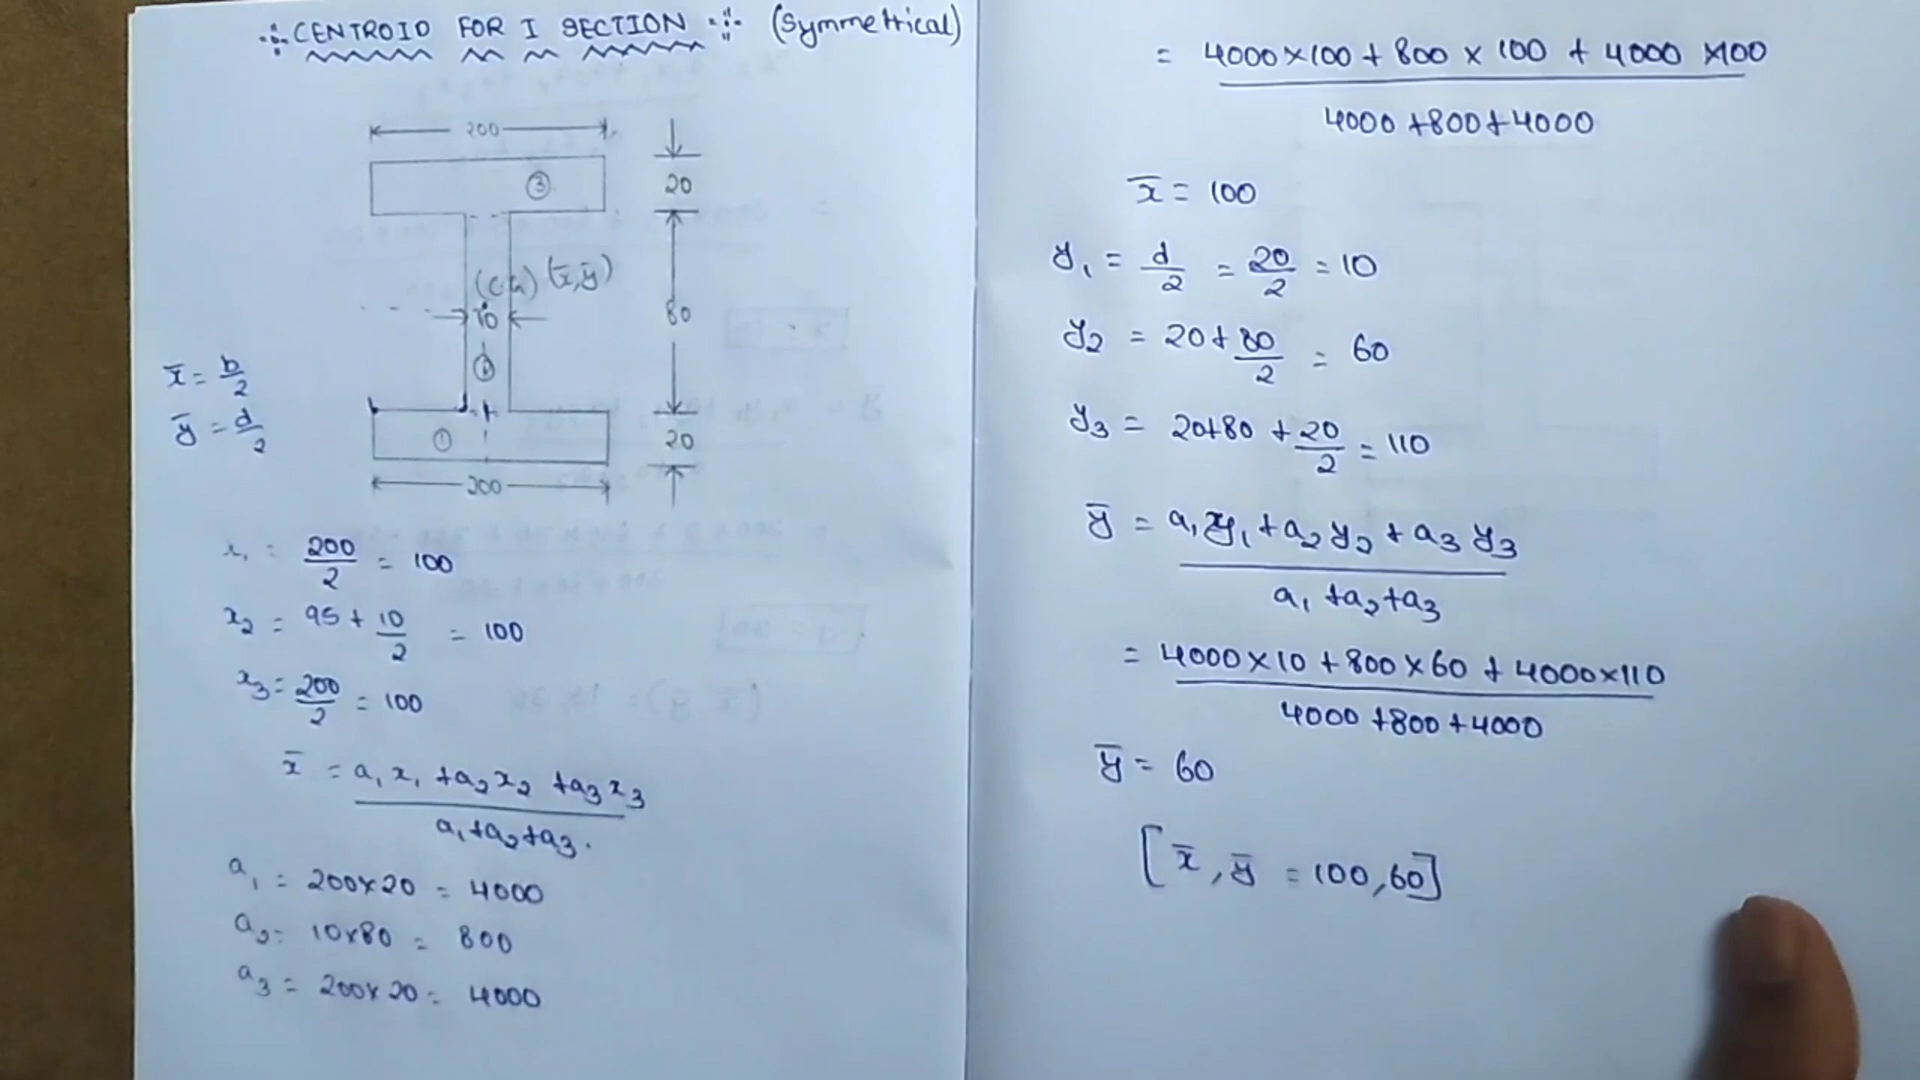 CENTROID FOR I SECTION (Symmetrical)
200
③
20
(C.G) (x̅, y̅)
10
80
②
x̅ = b/2
y̅ = d/2
①
20
200
x₁ = 200/2 = 100
x₂ = 95 + 10/2 = 100
x₃ = 200/2 = 100
x̅ = a₁x₁ + a₂x₂ + a₃x₃
a₁ + a₂ + a₃.
a₁ = 200×20 = 4000
a₂ = 10×80 = 800
a₃ = 200×20 = 4000
= 4000×100 + 800 × 100 + 4000 ×100
4000 + 800 + 4000
x̅ = 100
y₁ = d/2 = 20/2 = 10
y₂ = 20 + 80/2 = 60
y₃ = 20+80 + 20/2 = 110
y̅ = a₁y₁ + a₂y₂ + a₃y₃
a₁ + a₂ + a₃
= 4000×10 + 800×60 + 4000×110
4000 + 800 + 4000
y̅ = 60
[x̅, y̅ = 100, 60]